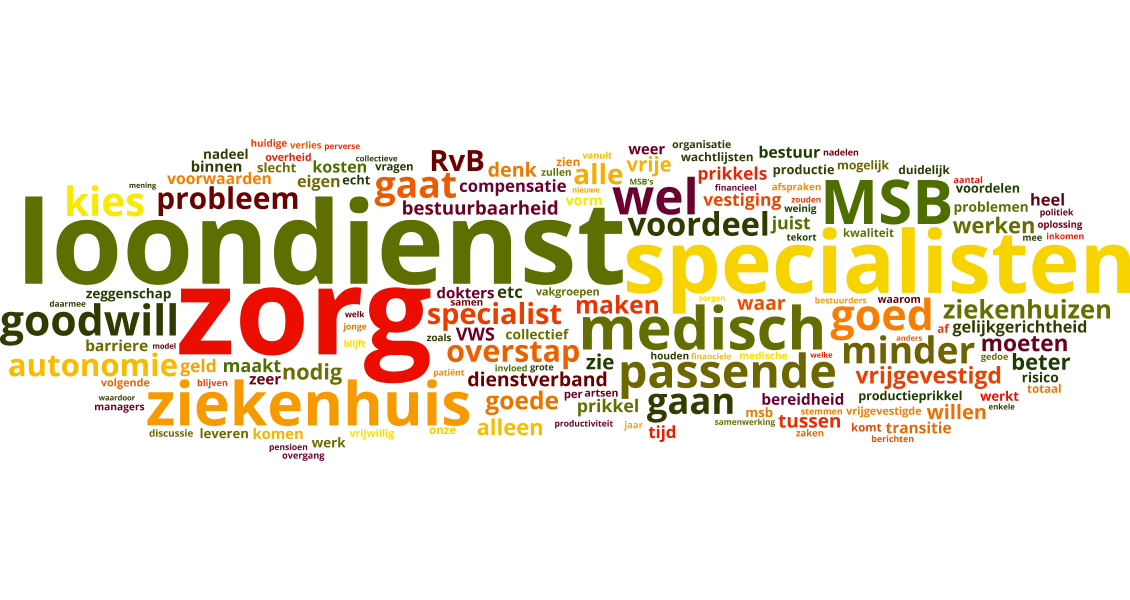 huidige verlies perverse
nadeel overheid collectieve
binnen slecht kosten vragen
RvB denk zien vanuit weer organisatie
alle vrije wachtlijsten bestuur nadelen
mening voorwaarden eigen echt gaat compensatie zullen nieuwe MSB's prikkels productie mogelijk duidelijk
kies probleem bestuurbaarheid vorm wel financieel afspraken aantal voordelen
vestiging zouden weinig MSB problemen heel
politiek
loondienst voordeel juist tekort kwaliteit werken oplossing
mee inkomen
specialisten
zeggenschap zorg dokters etc vakgroepen zorgen bestuurders waarom
daarmee samen maken waar ziekenhuizen
goodwill welk jonge specialist medisch goed af gelijkgerichtheid
barriere model blijft zoals VWS collectief anders moeten
autonomie geld maakt nodig overstap zie houden financiele medische welke minder gedoe beter
patiënt invloed grote
volgende blijven zeer dienstverband passende vrijgevestigd risico
totaal
waardoor ziekenhuis goede per artsen gaan bereidheid productieprikkel werkt
managers prikkel msb stemmen vrijgevestigde willen enkele
discussie leveren komen vrijwillig onze alleen productiviteit jaar tijd samenwerking tussen komt transitie
pensioen werk zaken berichten
overgang